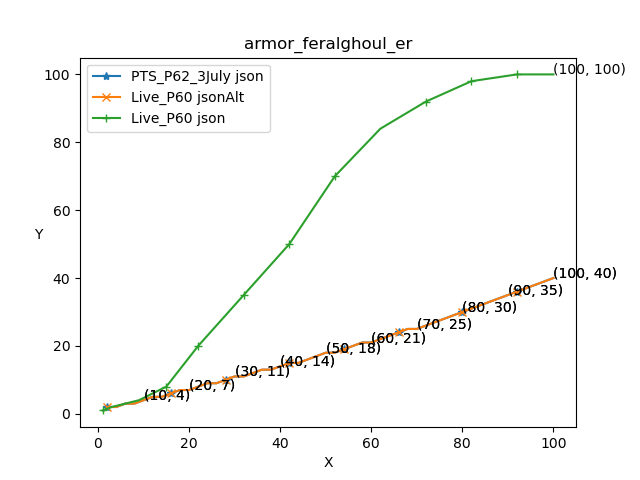 armor_feralghoul_er
PTS_P62_3July json
Live_P60 jsonAlt
Live_P60 json
(100, 100)
(100, 40)
(90, 35)
(80, 30)
(70, 25)
(60, 21)
(50, 18)
(40, 14)
(30, 11)
(20, 7)
(10, 4)
Y
100
80
60
40
20
0
0 20 40 60 80 100
X